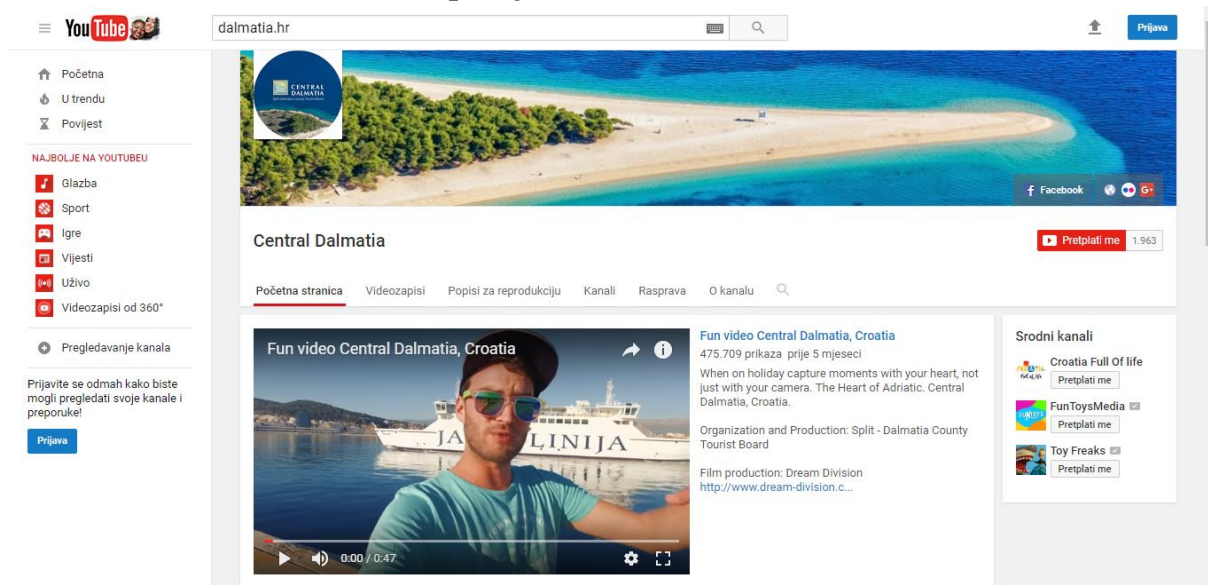 YouTube
dalmatia.hr
Prijava
Početna
U trendu
Povijest
NAJBOLJE NA YOUTUBEU
Glazba
Sport
Igre
Vijesti
Uživo
Videozapisi od 360°
Pregledavanje kanala
Prijavite se odmah kako biste
mogli pregledati svoje kanale i
preporuke!
Prijava
CENTRAL
DALMATIA
Facebook
G+
Central Dalmatia
Pretplati me 1.963
Početna stranica Videozapisi Popisi za reprodukciju Kanali Rasprava O kanalu
Fun video Central Dalmatia, Croatia
JA LINIJA
0:00 / 0:47
Fun video Central Dalmatia, Croatia
475.709 prikaza prije 5 mjeseci
When on holiday capture moments with your heart, not
just with your camera. The Heart of Adriatic. Central
Dalmatia, Croatia.
Organization and Production: Split - Dalmatia County
Tourist Board
Film production: Dream Division
http://www.dream-division.c...
Srodni kanali
Croatia Full Of life
Pretplati me
FunToysMedia
Pretplati me
Toy Freaks
Pretplati me